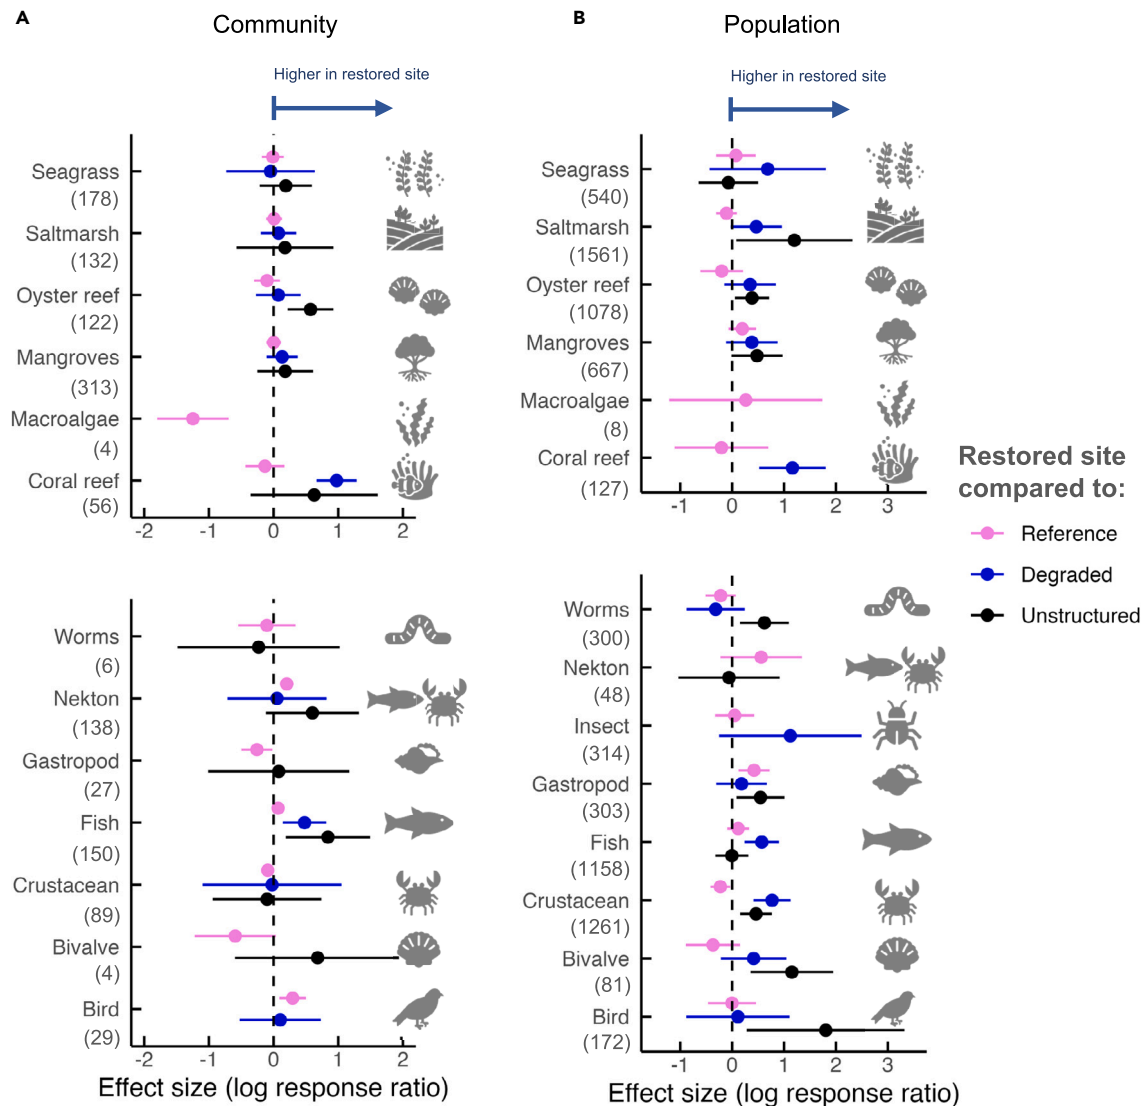 A
Community
Higher in restored site
Seagrass
(178)
Saltmarsh
(132)
Oyster reef
(122)
Mangroves
(313)
Macroalgae
(4)
Coral reef
(56)
-2 -1 0 1 2
Worms
(6)
Nekton
(138)
Gastropod
(27)
Fish
(150)
Crustacean
(89)
Bivalve
(4)
Bird
(29)
-2 -1 0 1 2
Effect size (log response ratio)
B
Population
Higher in restored site
Seagrass
(540)
Saltmarsh
(1561)
Oyster reef
(1078)
Mangroves
(667)
Macroalgae
(8)
Coral reef
(127)
-1 0 1 2 3
Worms
(300)
Nekton
(48)
Insect
(314)
Gastropod
(303)
Fish
(1158)
Crustacean
(1261)
Bivalve
(81)
Bird
(172)
-1 0 1 2 3
Effect size (log response ratio)
Restored site
compared to:
Reference
Degraded
Unstructured